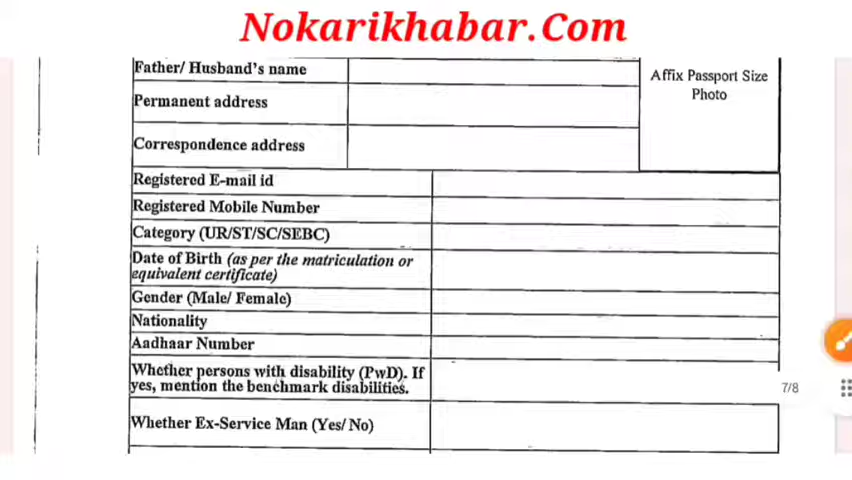 Nokarikhabar.Com
Father/ Husband's name
Affix Passport Size
Photo
Permanent address
Correspondence address
Registered E-mail id
Registered Mobile Number
Category (UR/ST/SC/SEBC)
Date of Birth (as per the matriculation or
equivalent certificate)
Gender (Male/ Female)
Nationality
Aadhaar Number
Whether persons with disability (PwD). If
yes, mention the benchmark disabilities.
7/8
Whether Ex-Service Man (Yes/ No)